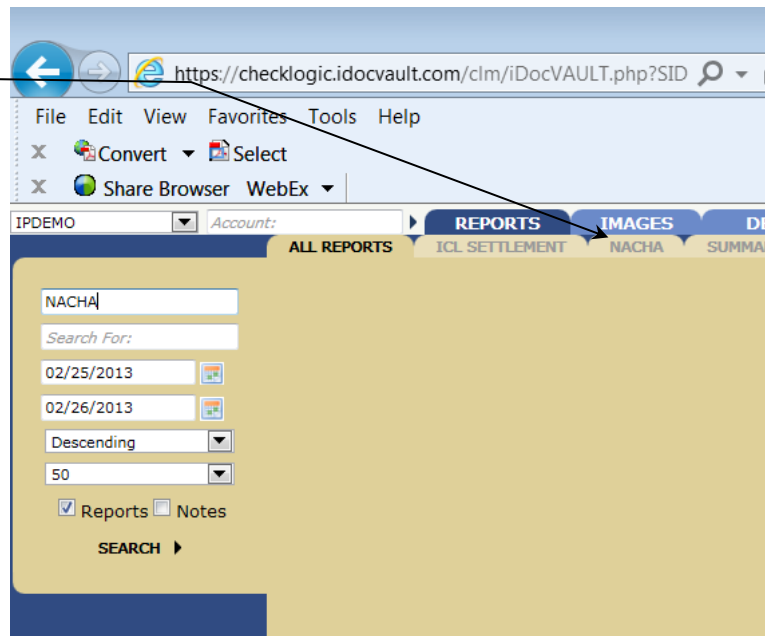 https://checklogic.idocvault.com/clm/iDocVAULT.php?SID
File Edit View Favorites Tools Help
x Convert Select
x Share Browser WebEx
IPDEMO Account: REPORTS IMAGES
ALL REPORTS ICL SETTLEMENT NACHA
NACHA
Search For:
02/25/2013
02/26/2013
Descending
50
Reports Notes
SEARCH